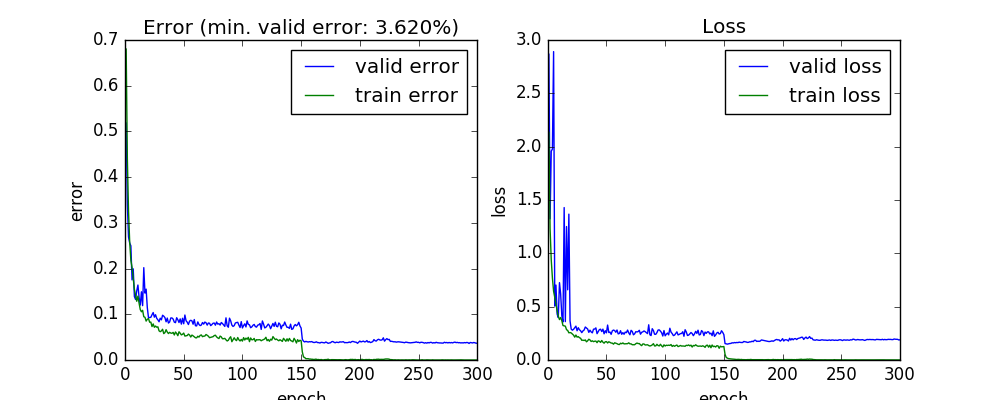 Error (min. valid error: 3.620%)
0.7
0.6
0.5
0.4
0.3
0.2
0.1
0.0
error
valid error
train error
0 50 100 150 200 250 300
epoch
Loss
3.0
2.5
2.0
1.5
1.0
0.5
0.0
loss
valid loss
train loss
0 50 100 150 200 250 300
epoch